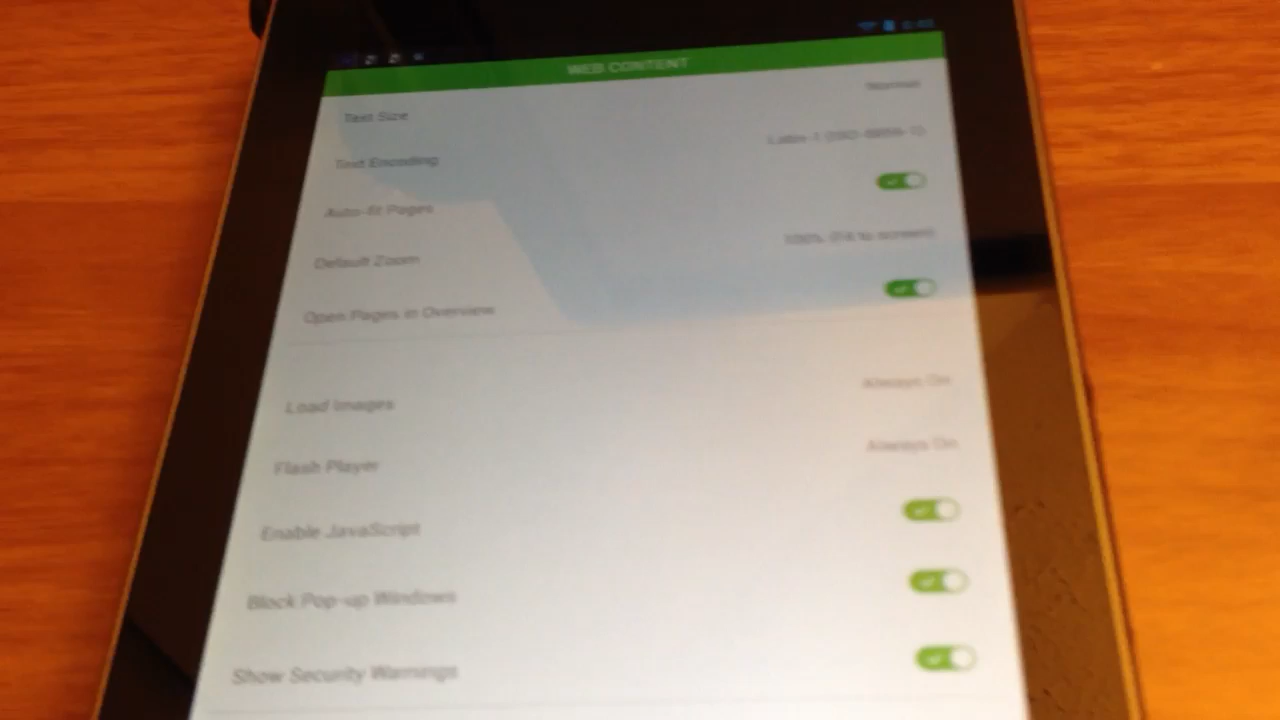 WEB CONTENT
Text Size Normal
Text Encoding Latin-1 (ISO-8859-1)
Auto-fit Pages
Default Zoom 100% (Fit to screen)
Open Pages in Overview
Load Images Always On
Flash Player Always On
Enable JavaScript
Block Pop-up Windows
Show Security Warnings